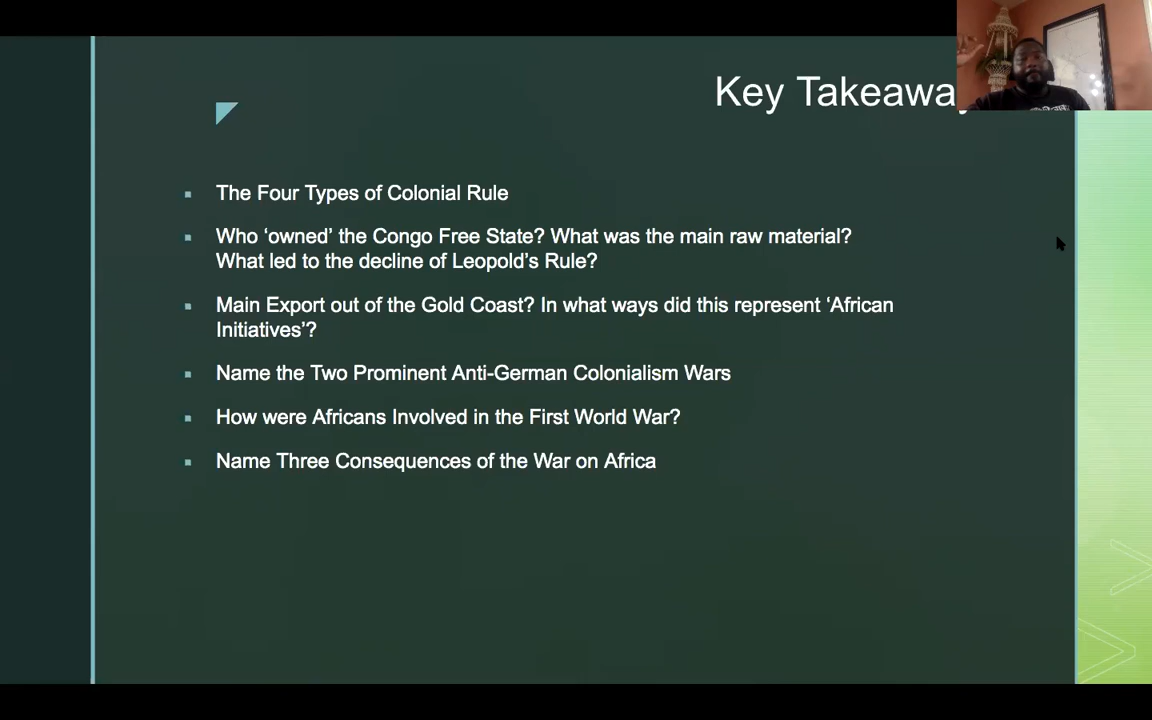 Key Takeaway
The Four Types of Colonial Rule
Who ‘owned’ the Congo Free State? What was the main raw material?
What led to the decline of Leopold’s Rule?
Main Export out of the Gold Coast? In what ways did this represent ‘African
Initiatives’?
Name the Two Prominent Anti-German Colonialism Wars
How were Africans Involved in the First World War?
Name Three Consequences of the War on Africa